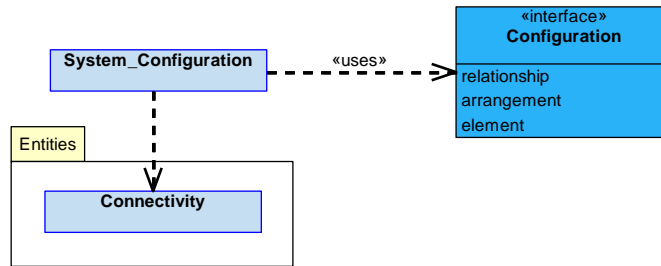 «interface»
Configuration
System_Configuration
«uses»
relationship
arrangement
element
Entities
Connectivity